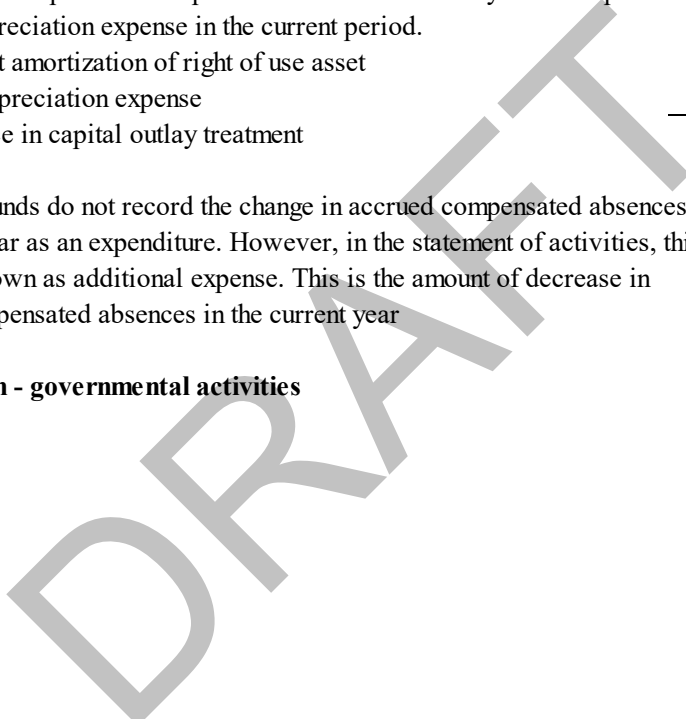 preciation expense in the current period.
t amortization of right of use asset
preciation expense
e in capital outlay treatment
unds do not record the change in accrued compensated absences
ar as an expenditure. However, in the statement of activities, thi
own as additional expense. This is the amount of decrease in
pensated absences in the current year
n - governmental activities
DRAFT